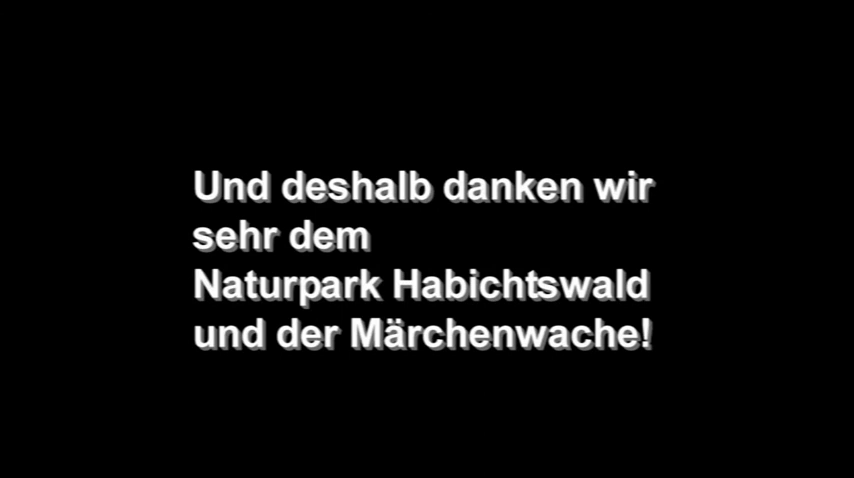 Und deshalb danken wir
sehr dem
Naturpark Habichtswald
und der Märchenwache!